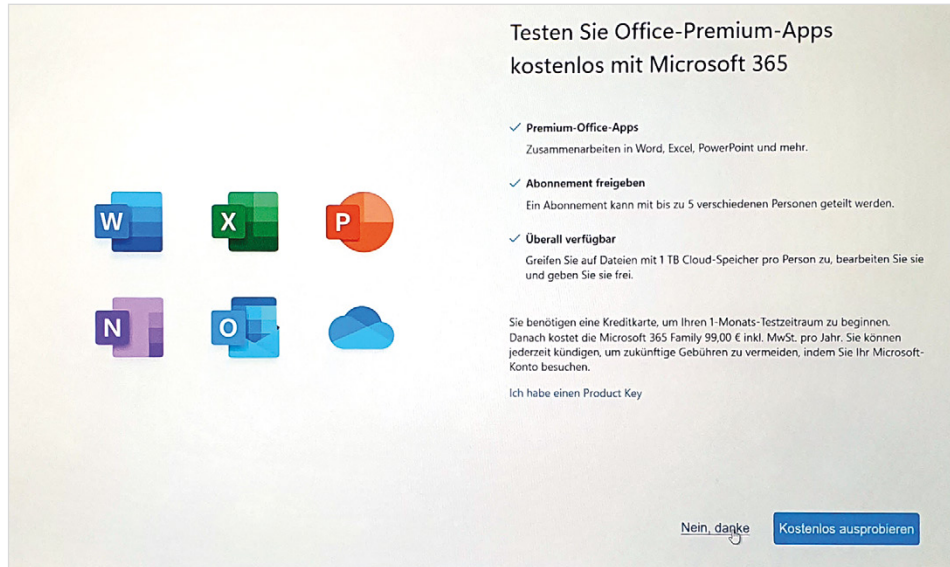 Testen Sie Office-Premium-Apps
kostenlos mit Microsoft 365
Premium-Office-Apps
Zusammenarbeiten in Word, Excel, PowerPoint und mehr.
Abonnement freigeben
Ein Abonnement kann mit bis zu 5 verschiedenen Personen geteilt werden.
Überall verfügbar
Greifen Sie auf Dateien mit 1 TB Cloud-Speicher pro Person zu, bearbeiten Sie sie
und geben Sie sie frei.
W
X
P
N
O
Sie benötigen eine Kreditkarte, um Ihren 1-Monats-Testzeitraum zu beginnen.
Danach kostet die Microsoft 365 Family 99,00 € inkl. MwSt. pro Jahr. Sie können
jederzeit kündigen, um zukünftige Gebühren zu vermeiden, indem Sie Ihr Microsoft-
Konto besuchen.
Ich habe einen Product Key
Nein, danke
Kostenlos ausprobieren